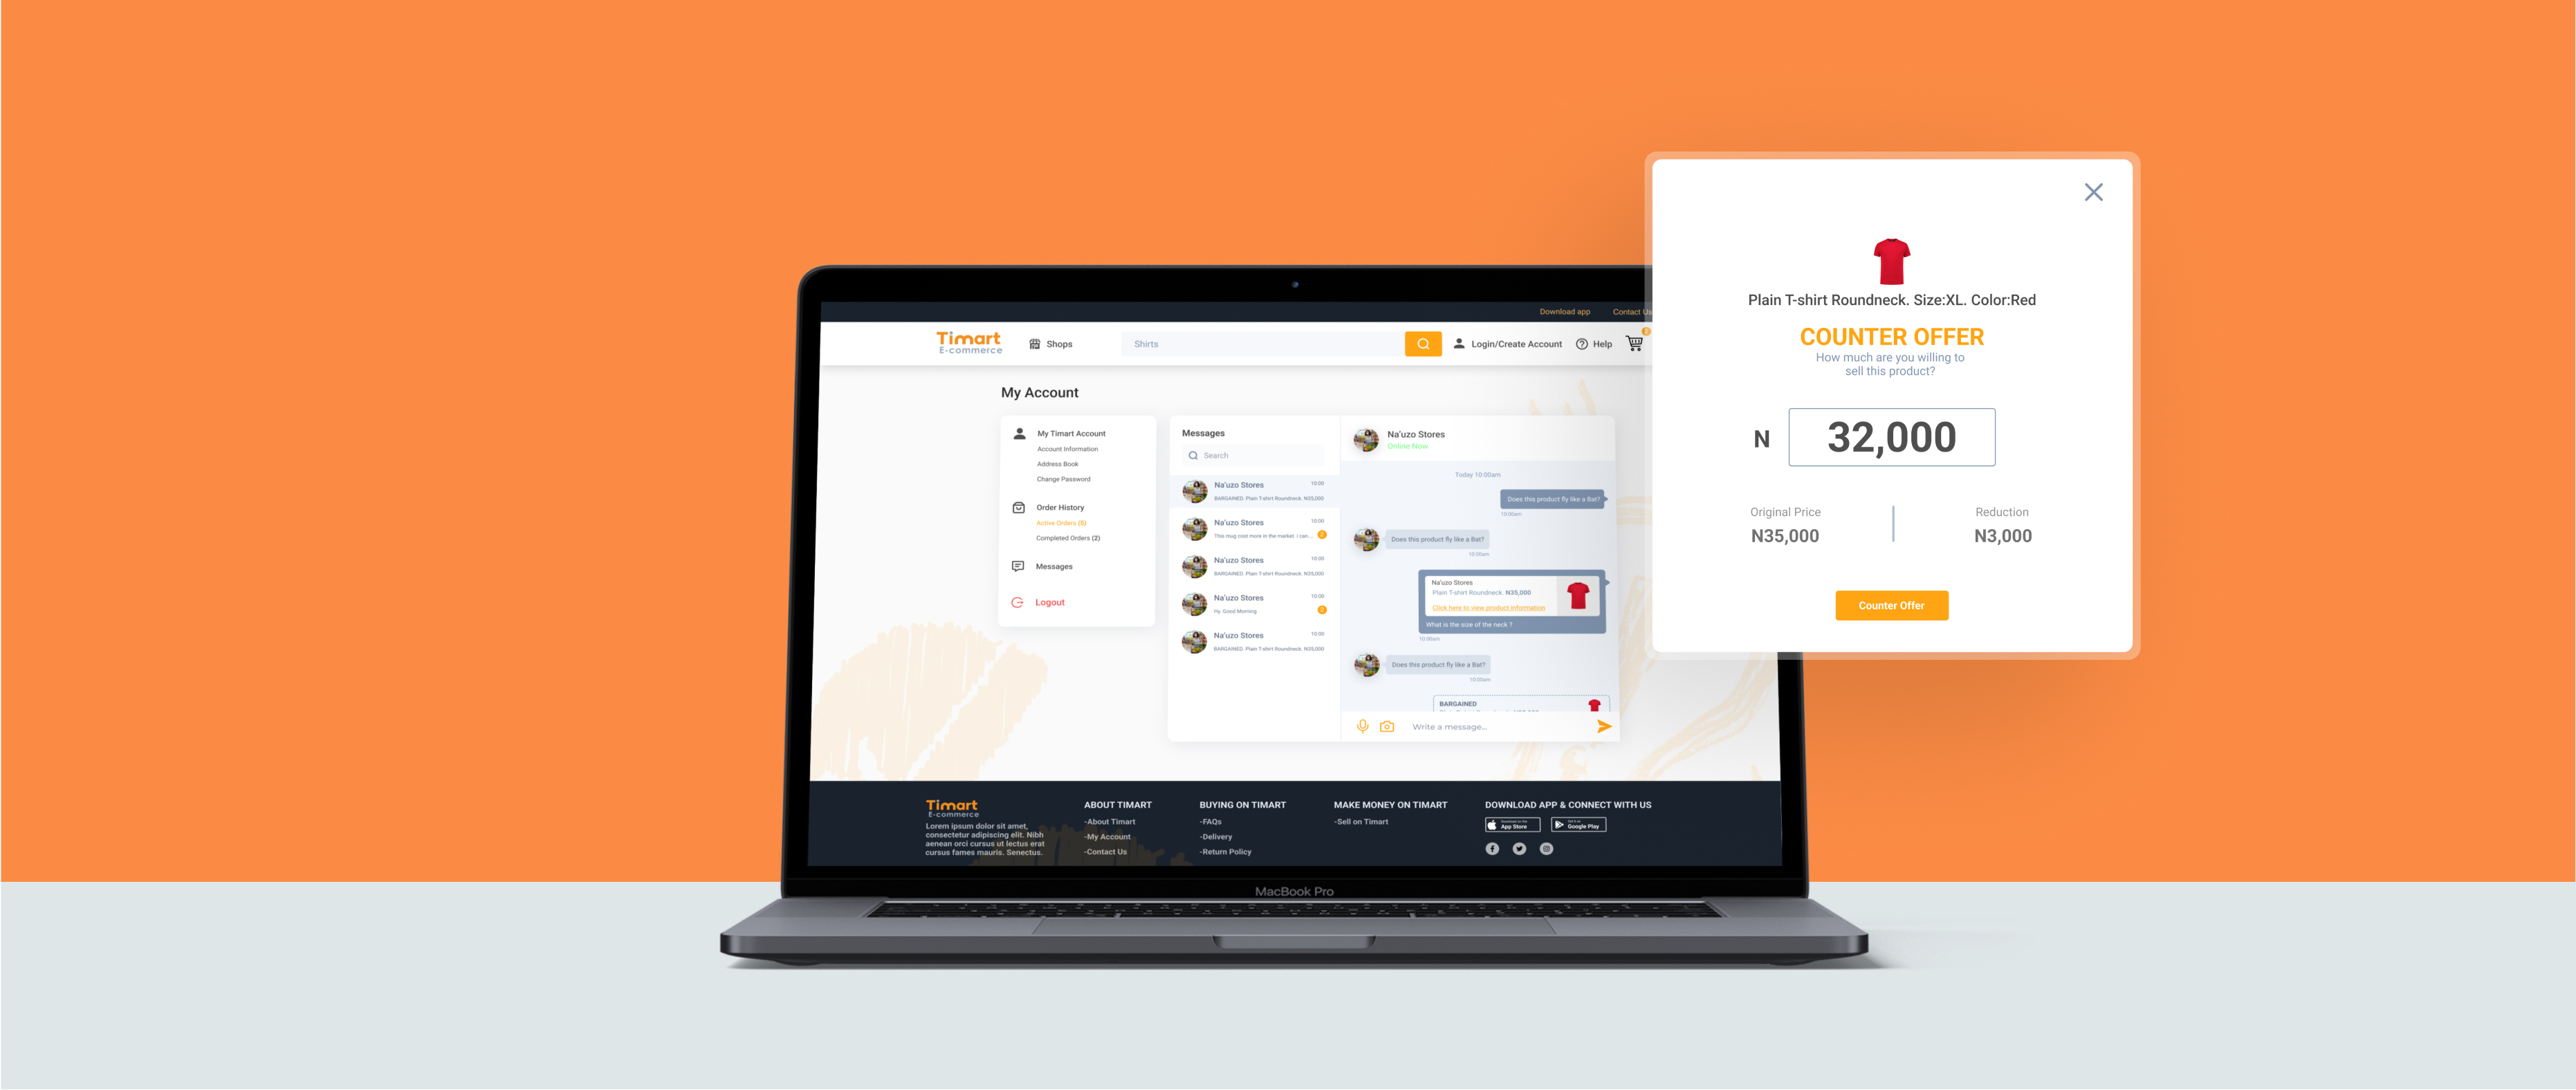 Download app
Contact Us
Timart
E-commerce
Shops
Shirts
Login/Create Account
Help
0
My Account
My Timart Account
Account Information
Address Book
Change Password
Order History
Active Orders (5)
Completed Orders (2)
Messages
Logout
Messages
Search
Na'uzo Stores
10:00
BARGAINED. Plain T-shirt Roundneck. N35,000
Na'uzo Stores
10:00
This mug cost more in the market. i can...
2
Na'uzo Stores
10:00
BARGAINED. Plain T-shirt Roundneck. N35,000
Na'uzo Stores
10:00
Hy. Good Morning
2
Na'uzo Stores
10:00
BARGAINED. Plain T-shirt Roundneck. N35,000
Na'uzo Stores
Online Now
Today 10:00am
Does this product fly like a Bat?
10:00am
Does this product fly like a Bat?
10:00am
Na'uzo Stores
Plain T-shirt Roundneck. N35,000
Click here to view product information
What is the size of the neck ?
10:00am
Does this product fly like a Bat?
10:00am
BARGAINED
Write a message...
Timart
E-commerce
Lorem ipsum dolor sit amet,
consectetur adipiscing elit. Nibh
aenean orci cursus ut lectus erat
cursus fames mauris. Senectus.
ABOUT TIMART
-About Timart
-My Account
-Contact Us
BUYING ON TIMART
-FAQs
-Delivery
-Return Policy
MAKE MONEY ON TIMART
-Sell on Timart
DOWNLOAD APP & CONNECT WITH US
Download on the
App Store
Get it on
Google Play
MacBook Pro
Plain T-shirt Roundneck. Size:XL. Color:Red
COUNTER OFFER
How much are you willing to
sell this product?
N
32,000
Original Price
N35,000
Reduction
N3,000
Counter Offer